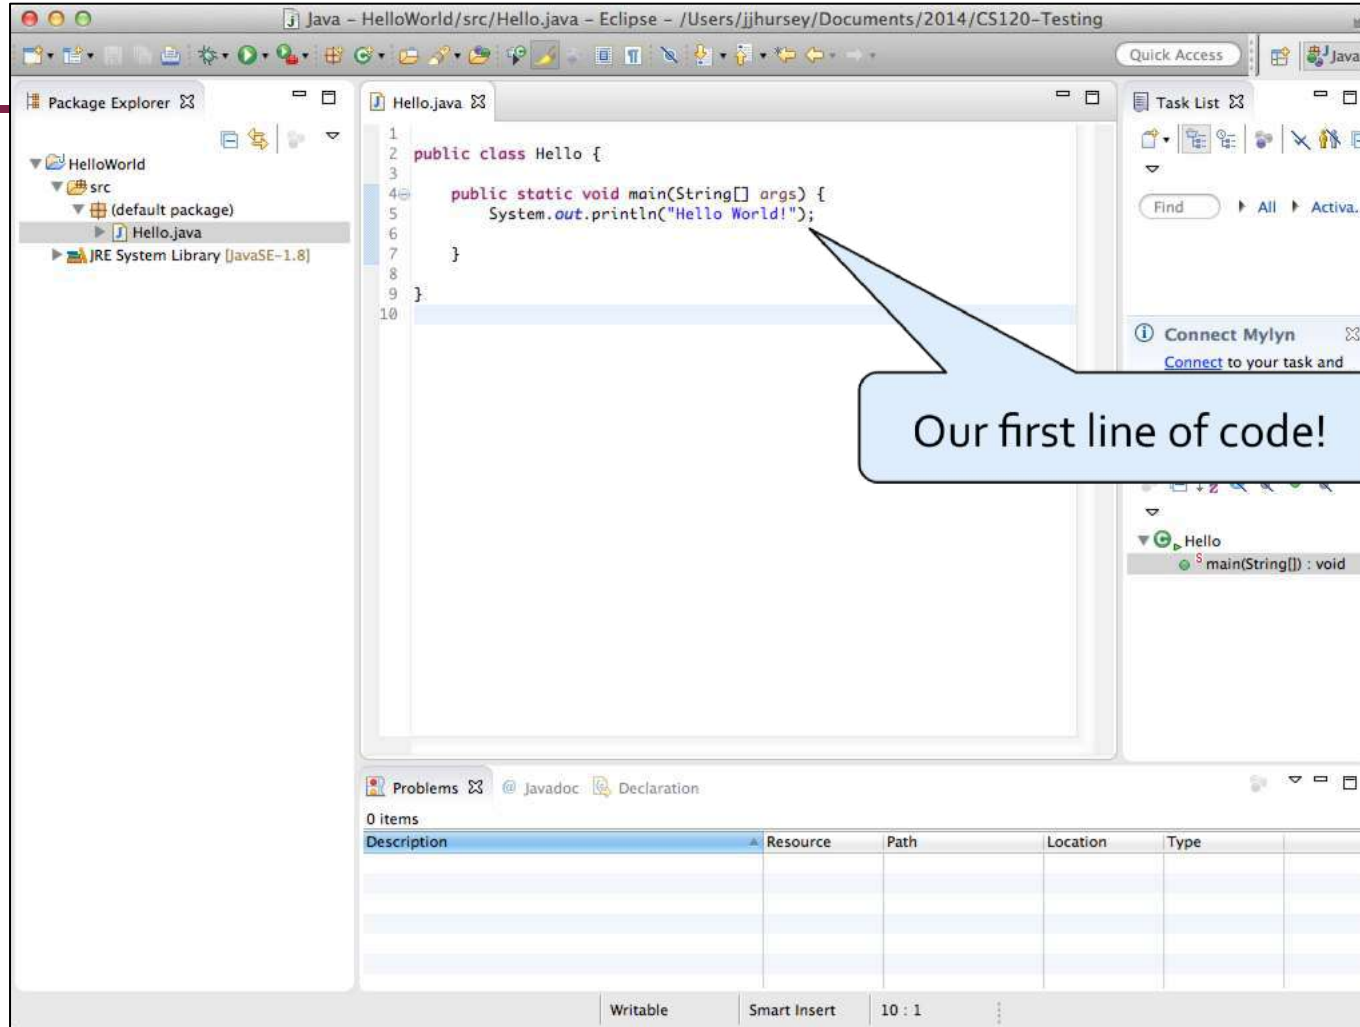 Java – HelloWorld/src/Hello.java – Eclipse – /Users/jjhursey/Documents/2014/CS120-Testing
Quick Access
Java
Package Explorer
HelloWorld
src
(default package)
Hello.java
JRE System Library [JavaSE-1.8]
Hello.java
1
2 public class Hello {
3
4 public static void main(String[] args) {
5 System.out.println("Hello World!");
6
7 }
8
9 }
10
Task List
Find All Activa.
Connect Mylyn
Connect to your task and
Our first line of code!
Hello
main(String[]) : void
Problems @ Javadoc Declaration
0 items
Description Resource Path Location Type
Writable Smart Insert 10 : 1